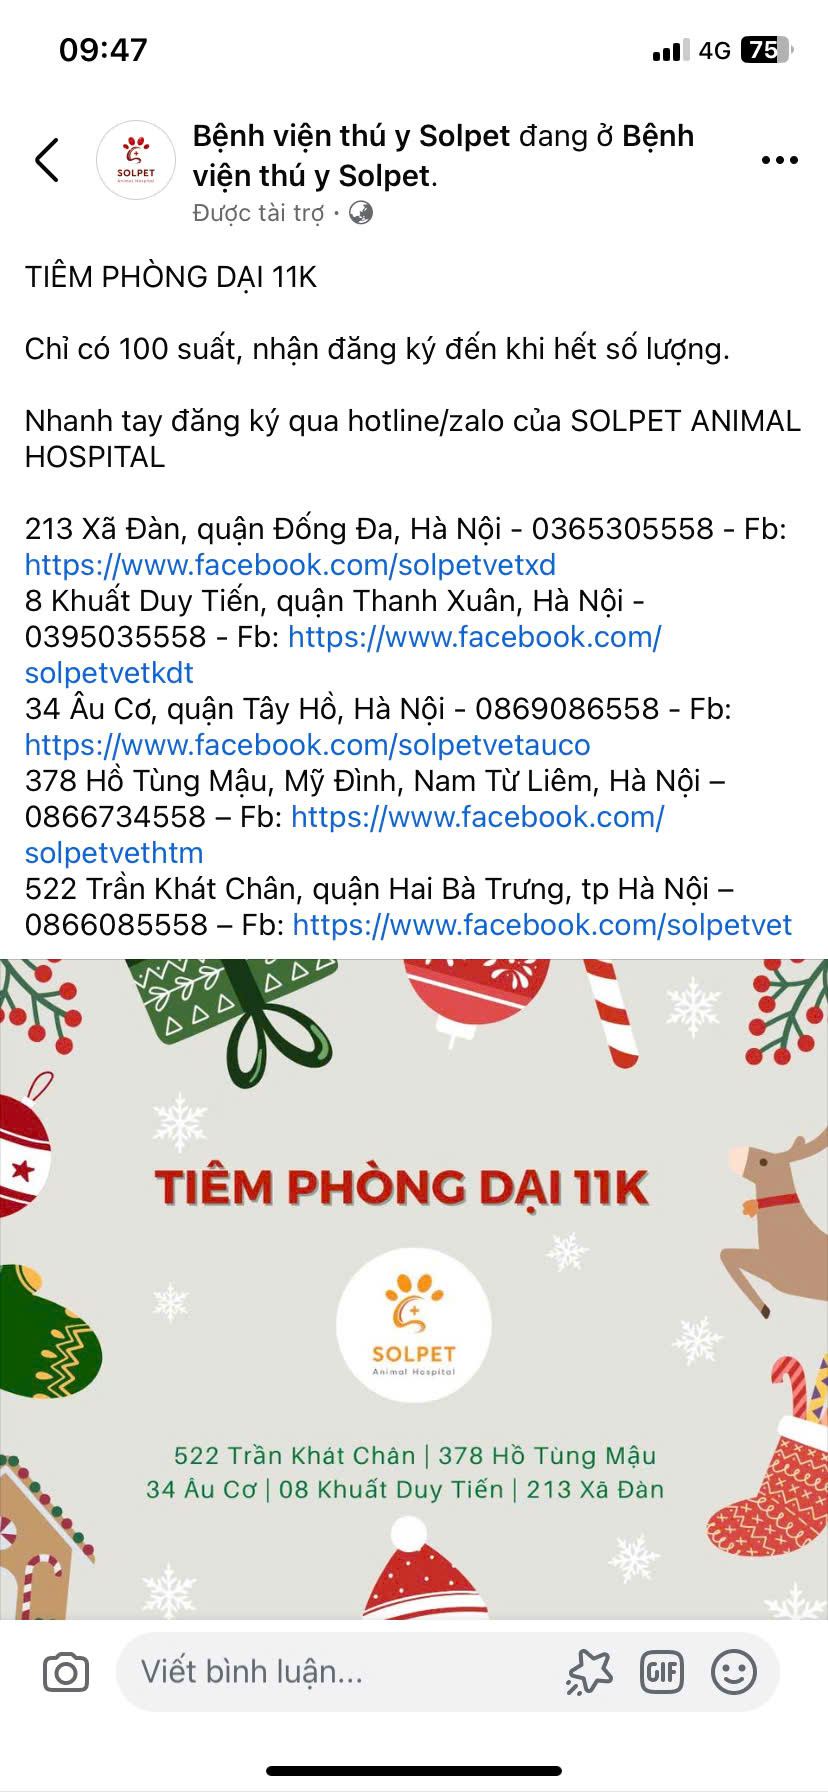 09:47
4G 75
SOLPET
Animal Hospital
Bệnh viện thú y Solpet đang ở Bệnh
viện thú y Solpet.
Được tài trợ ·
TIÊM PHÒNG DẠI 11K
Chỉ có 100 suất, nhận đăng ký đến khi hết số lượng.
Nhanh tay đăng ký qua hotline/zalo của SOLPET ANIMAL
HOSPITAL
213 Xã Đàn, quận Đống Đa, Hà Nội - 0365305558 - Fb:
https://www.facebook.com/solpetvetxd
8 Khuất Duy Tiến, quận Thanh Xuân, Hà Nội -
0395035558 - Fb: https://www.facebook.com/
solpetvetkdt
34 Âu Cơ, quận Tây Hồ, Hà Nội - 0869086558 - Fb:
https://www.facebook.com/solpetvetauco
378 Hồ Tùng Mậu, Mỹ Đình, Nam Từ Liêm, Hà Nội –
0866734558 – Fb: https://www.facebook.com/
solpetvethtm
522 Trần Khát Chân, quận Hai Bà Trưng, tp Hà Nội –
0866085558 – Fb: https://www.facebook.com/solpetvet
TIÊM PHÒNG DẠI 11K
SOLPET
Animal Hospital
522 Trần Khát Chân | 378 Hồ Tùng Mậu
34 Âu Cơ | 08 Khuất Duy Tiến | 213 Xã Đàn
Viết bình luận...
GIF